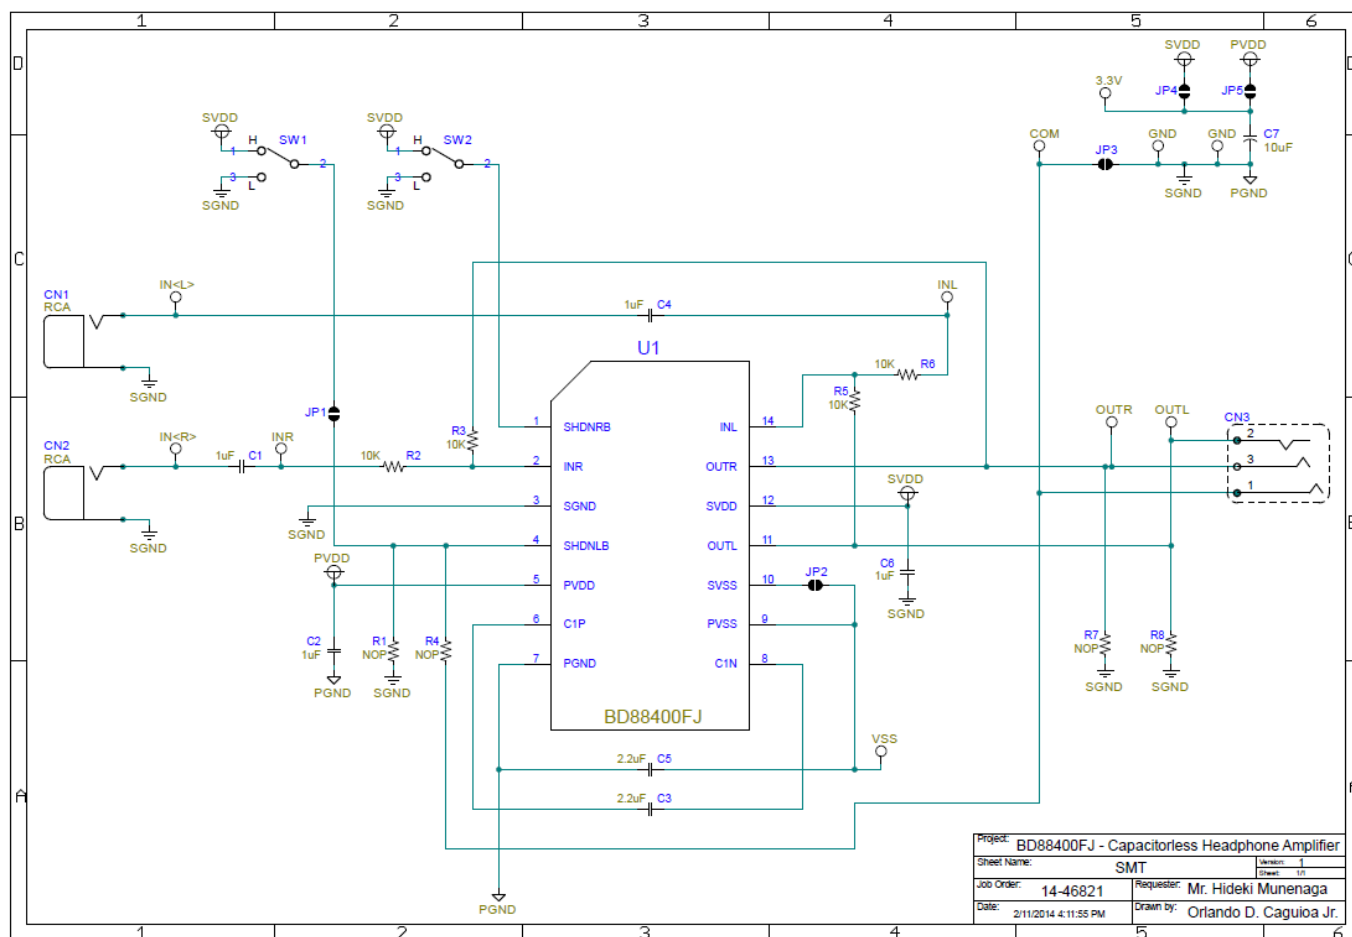 1 2 3 4 5 6
D D
SVDD PVDD
3.3V JP4 JP5
SVDD SVDD
H SW1 H SW2
1 2 1 2
3 3
L L
SGND SGND
COM GND GND C7
10uF
JP3
SGND PGND
C
CN1 IN<L> INL
RCA
1uF C4
SGND
U1
10K R6
R5
10K
JP1
CN2 IN<R> INR
RCA
1uF C1
10K R2
R3
10K
SGND
OUTR OUTL CN3
2
3
1
1 SHDNRB INL 14
2 INR OUTR 13
3 SGND SVDD 12
4 SHDNLB OUTL 11
5 PVDD SVSS 10
6 C1P PVSS 9
7 PGND C1N 8
BD88400FJ
B
SGND SVDD
PVDD
JP2 C6
1uF
SGND
C2 R1 R4
1uF NOP NOP
PGND SGND
R7 R8
NOP NOP
SGND SGND
VSS
2.2uF C5
2.2uF C3
A
PGND
Project: BD88400FJ - Capacitorless Headphone Amplifier
Sheet Name: SMT Version: 1
Sheet: 1/1
Job Order: 14-46821 Requester: Mr. Hideki Munenaga
Date: 2/11/2014 4:11:55 PM Drawn by: Orlando D. Caguioa Jr.
1 2 3 4 5 6